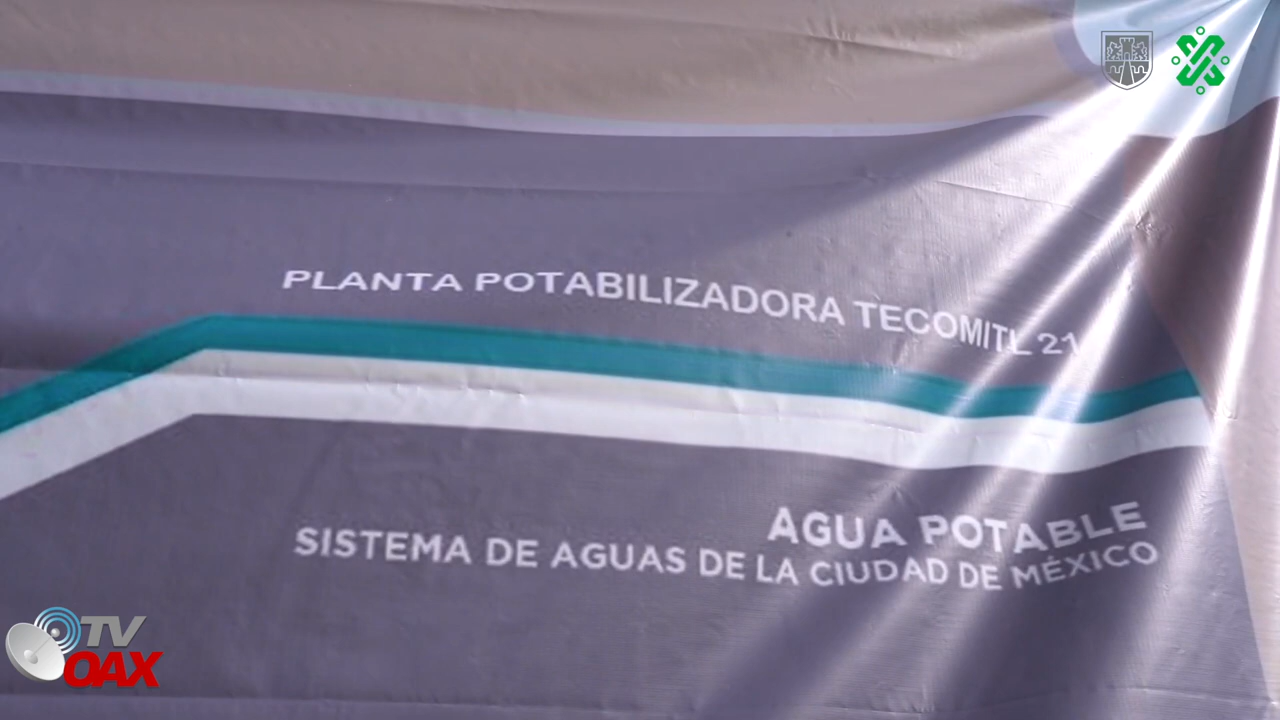 PLANTA POTABILIZADORA TECOMITL 21
AGUA POTABLE
SISTEMA DE AGUAS DE LA CIUDAD DE MÉXICO
TV
OAX